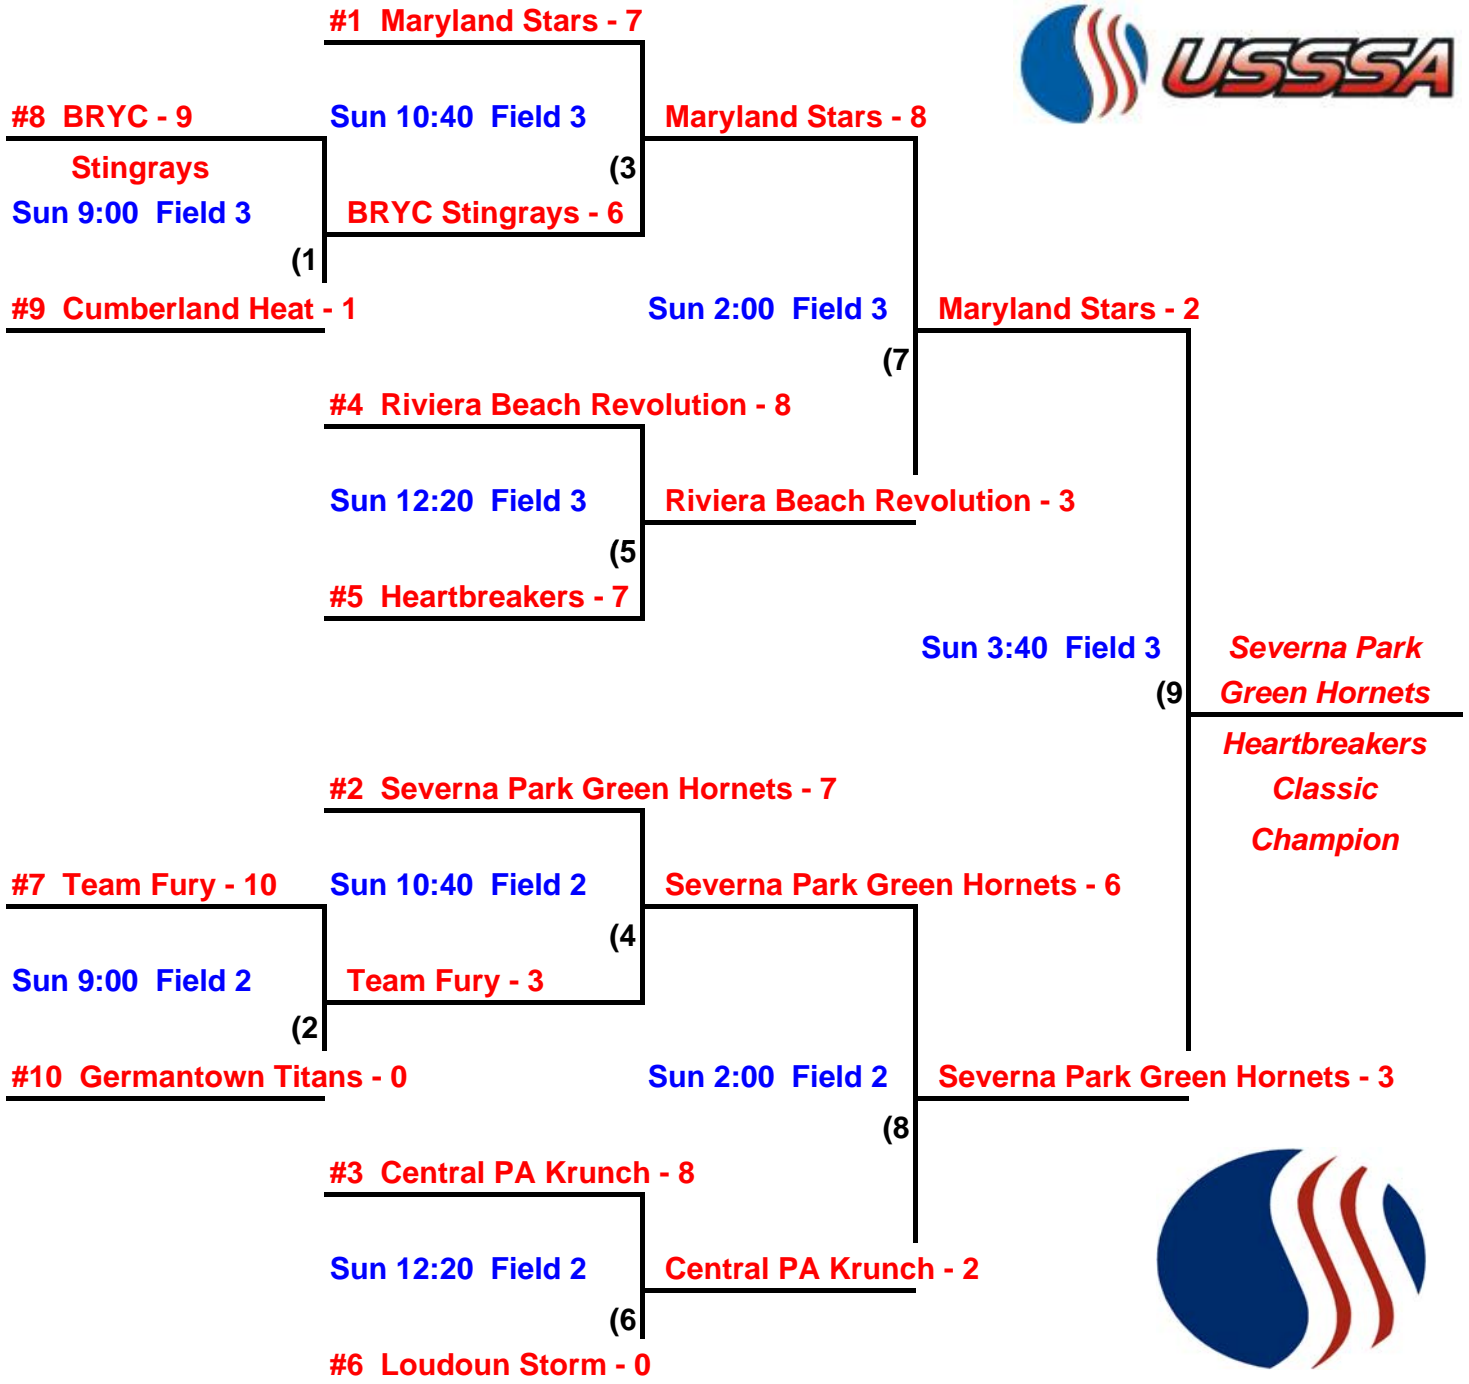 #1 Maryland Stars - 7
USSSA
#8 BRYC - 9
Sun 10:40 Field 3
Maryland Stars - 8
Stingrays
(3
Sun 9:00 Field 3
BRYC Stingrays - 6
(1
#9 Cumberland Heat - 1
Sun 2:00 Field 3
Maryland Stars - 2
(7
#4 Riviera Beach Revolution - 8
Sun 12:20 Field 3
Riviera Beach Revolution - 3
(5
#5 Heartbreakers - 7
Sun 3:40 Field 3
Severna Park
(9
Green Hornets
Heartbreakers
Classic
Champion
#2 Severna Park Green Hornets - 7
#7 Team Fury - 10
Sun 10:40 Field 2
Severna Park Green Hornets - 6
(4
Sun 9:00 Field 2
Team Fury - 3
(2
#10 Germantown Titans - 0
Sun 2:00 Field 2
Severna Park Green Hornets - 3
(8
#3 Central PA Krunch - 8
Sun 12:20 Field 2
Central PA Krunch - 2
(6
#6 Loudoun Storm - 0